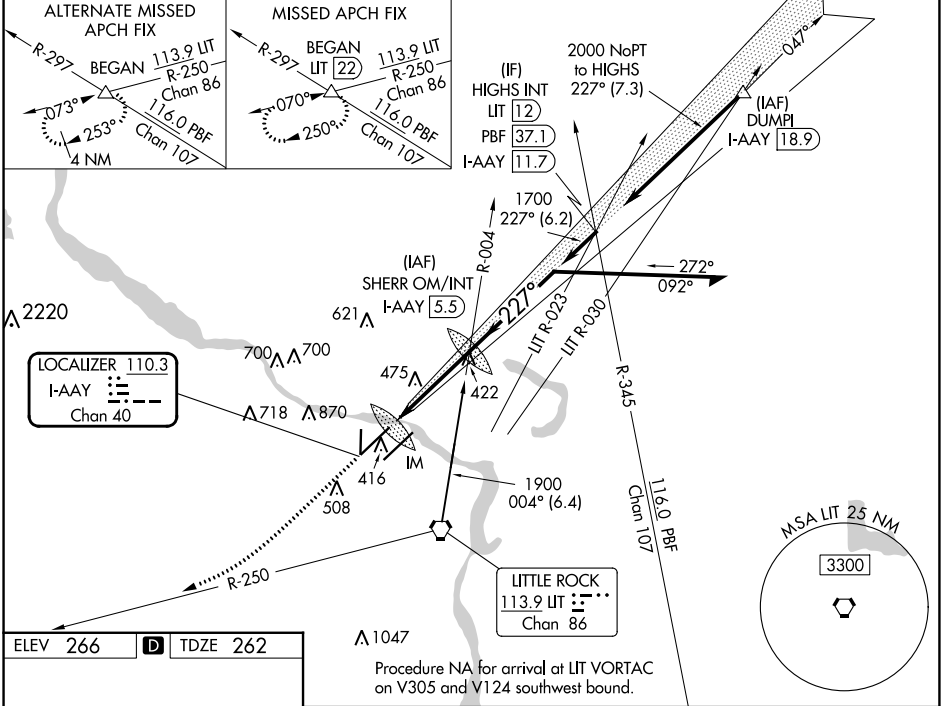 ALTERNATE MISSED
APCH FIX
R-297
BEGAN
113.9 LIT
R-250
Chan 86
073°
253°
116.0 PBF
Chan 107
4 NM
MISSED APCH FIX
BEGAN
LIT 22
R-297
113.9 LIT
R-250
Chan 86
070°
250°
116.0 PBF
Chan 107
2000 NoPT
to HIGHS
227° (7.3)
047°
(IAF)
DUMPI
I-AAY 18.9
(IF)
HIGHS INT
LIT 12
PBF 37.1
I-AAY 11.7
1700
227° (6.2)
R-004
(IAF)
SHERR OM/INT
I-AAY 5.5
227°
272°
092°
LIT R-023
LIT R-030
R-345
2220
621
700
700
475
422
LOCALIZER 110.3
I-AAY
Chan 40
718
870
416
IM
508
1900
004° (6.4)
116.0 PBF
Chan 107
R-250
LITTLE ROCK
113.9 LIT
Chan 86
MSA LIT 25 NM
3300
ELEV 266
D
TDZE 262
1047
Procedure NA for arrival at LIT VORTAC
on V305 and V124 southwest bound.